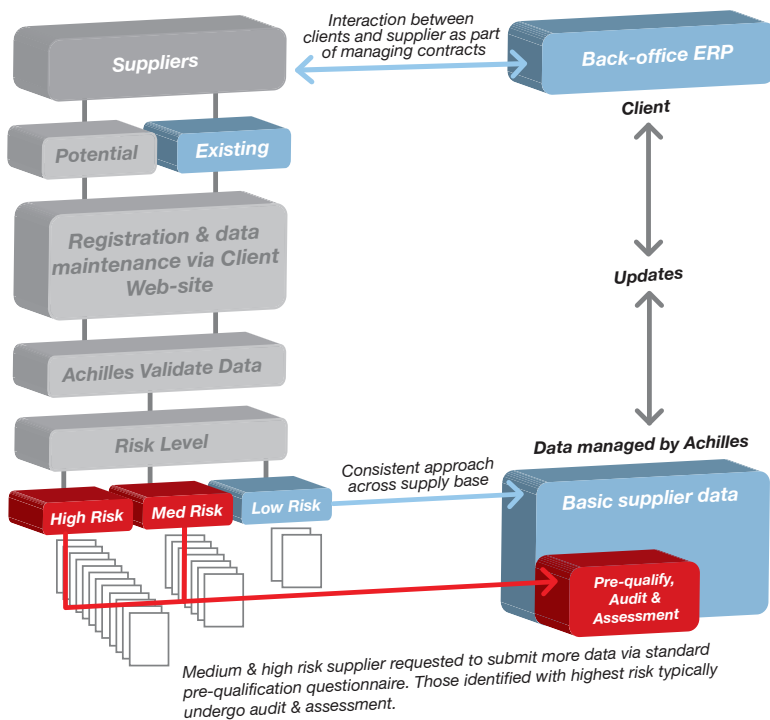 Interaction between
clients and supplier as part
of managing contracts
Suppliers
Back-office ERP
Client
Potential
Existing
Registration & data
maintenance via Client
Web-site
Updates
Achilles Validate Data
Risk Level
Data managed by Achilles
Consistent approach
across supply base
Basic supplier data
High Risk
Med Risk
Low Risk
Pre-qualify,
Audit &
Assessment
Medium & high risk supplier requested to submit more data via standard
pre-qualification questionnaire. Those identified with highest risk typically
undergo audit & assessment.